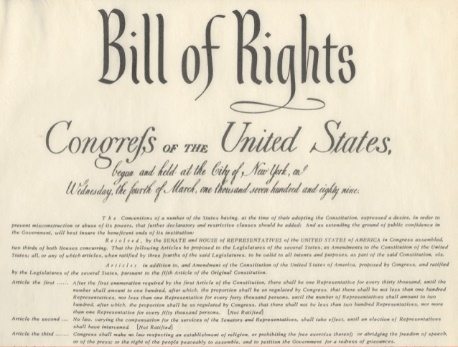 Bill of Rights
Congreſs OF THE United States,
begun and held at the City of New York, on
Wednesday, the fourth of March, one thousand seven hundred and eighty nine.
The Conventions of a number of the States having, at the time of their adopting the Constitution, expressed a desire, in order to
prevent misconstruction or abuse of its powers, that further declaratory and restrictive clauses should be added: And as extending the ground of public confidence in
the Government, will best insure the beneficent ends of its institution:
Resolved, by the SENATE and HOUSE of REPRESENTATIVES of the UNITED STATES of AMERICA in Congress assembled,
two thirds of both Houses concurring. That the following Articles be proposed to the Legislatures of the several States, as amendments to the Constitution of the United
States; all, or any of which articles, when ratified by three fourths of the said Legislatures, to be valid to all intents and purposes, as part of the said Constitution, viz.
Articles in addition to, and Amendment of the Constitution of the United States of America, proposed by Congress, and ratified
by the Legislatures of the several States, pursuant to the fifth Article of the Original Constitution.
Article the first ..... After the first enumeration required by the first Article of the Constitution, there shall be one Representative for every thirty thousand, until the
number shall amount to one hundred, after which, the proportion shall be so regulated by Congress, that there shall be not less than one hundred
Representatives, nor less than one Representative for every forty thousand persons, until the number of Representatives shall amount to two
hundred, after which, the proportion shall be so regulated by Congress, that there shall not be less than two hundred Representatives, nor more
than one Representative for every fifty thousand persons. [Not Ratified]
Article the second ... No law, varying the compensation for the services of the Senators and Representatives, shall take effect, until an election of Representatives
shall have intervened. [Not Ratified]
Article the third ..... Congress shall make no law respecting an establishment of religion, or prohibiting the free exercise thereof; or abridging the freedom of speech,
or of the press; or the right of the people peaceably to assemble, and to petition the Government for a redress of grievances.